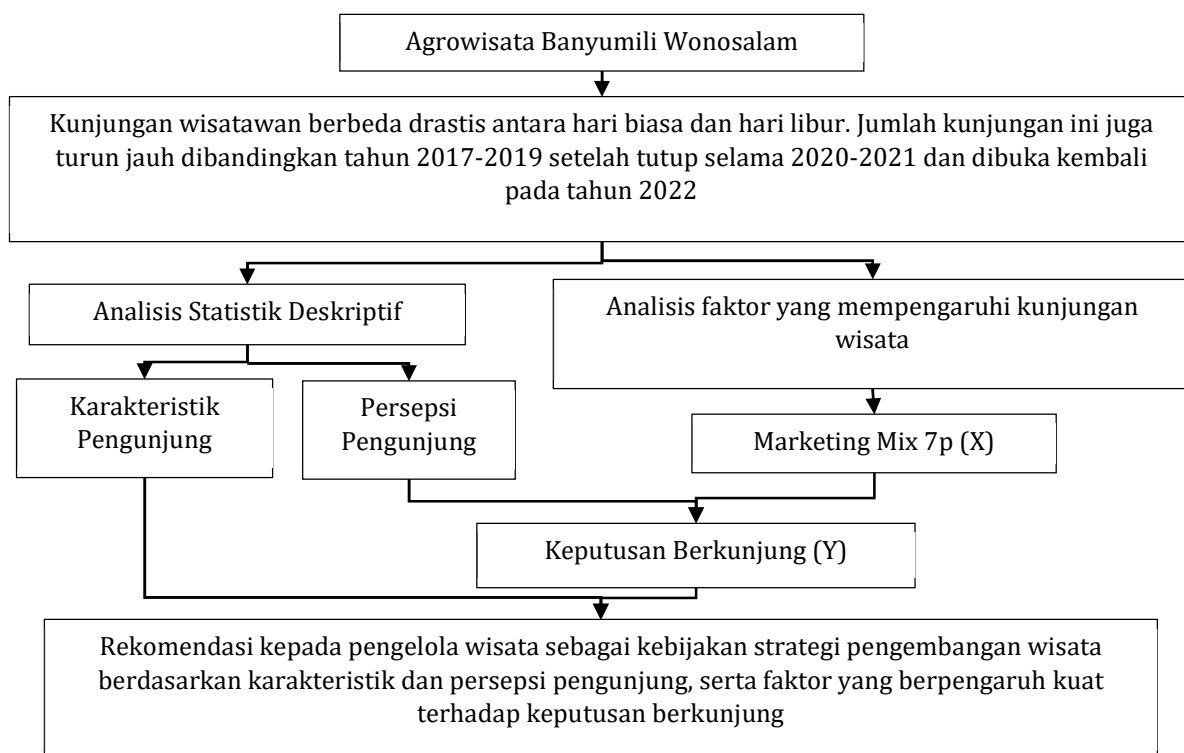 Agrowisata Banyumili Wonosalam
Kunjungan wisatawan berbeda drastis antara hari biasa dan hari libur. Jumlah kunjungan ini juga
turun jauh dibandingkan tahun 2017-2019 setelah tutup selama 2020-2021 dan dibuka kembali
pada tahun 2022
Analisis Statistik Deskriptif
Analisis faktor yang mempengaruhi kunjungan
wisata
Karakteristik
Pengunjung
Persepsi
Pengunjung
Marketing Mix 7p (X)
Keputusan Berkunjung (Y)
Rekomendasi kepada pengelola wisata sebagai kebijakan strategi pengembangan wisata
berdasarkan karakteristik dan persepsi pengunjung, serta faktor yang berpengaruh kuat
terhadap keputusan berkunjung